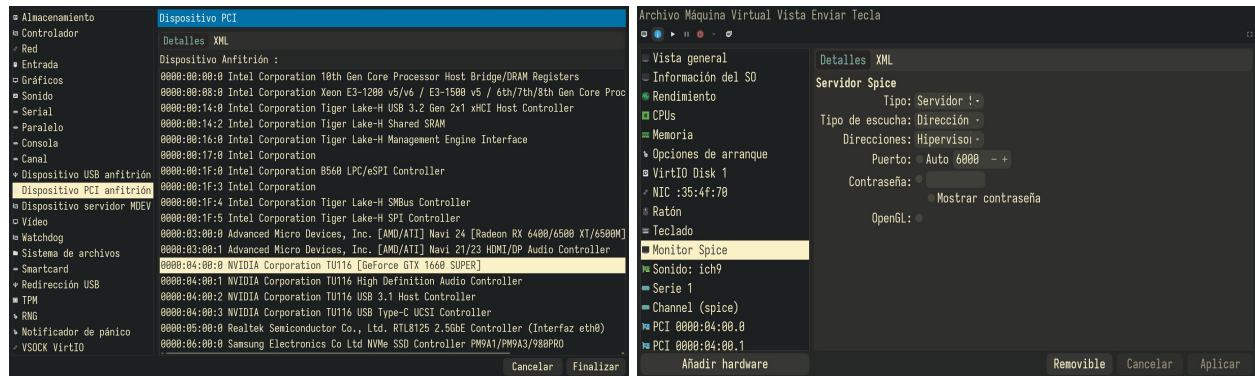 Almacenamiento
Controlador
Red
Entrada
Gráficos
Sonido
Serial
Paralelo
Consola
Canal
Dispositivo USB anfitrión
Dispositivo PCI anfitrión
Dispositivo servidor MDEV
Vídeo
Watchdog
Sistema de archivos
Smartcard
Redirección USB
TPM
RNG
Notificador de pánico
VSOCK VirtIO
Dispositivo PCI
Detalles XML
Dispositivo Anfitrión :
0000:00:00:0 Intel Corporation 10th Gen Core Processor Host Bridge/DRAM Registers
0000:00:08:0 Intel Corporation Xeon E3-1200 v5/v6 / E3-1500 v5 / 6th/7th/8th Gen Core Proc
0000:00:14:0 Intel Corporation Tiger Lake-H USB 3.2 Gen 2x1 xHCI Host Controller
0000:00:14:2 Intel Corporation Tiger Lake-H Shared SRAM
0000:00:16:0 Intel Corporation Tiger Lake-H Management Engine Interface
0000:00:17:0 Intel Corporation
0000:00:1F:0 Intel Corporation B560 LPC/eSPI Controller
0000:00:1F:3 Intel Corporation
0000:00:1F:4 Intel Corporation Tiger Lake-H SMBus Controller
0000:00:1F:5 Intel Corporation Tiger Lake-H SPI Controller
0000:03:00:0 Advanced Micro Devices, Inc. [AMD/ATI] Navi 24 [Radeon RX 6400/6500 XT/6500M]
0000:03:00:1 Advanced Micro Devices, Inc. [AMD/ATI] Navi 21/23 HDMI/DP Audio Controller
0000:04:00:0 NVIDIA Corporation TU116 [GeForce GTX 1660 SUPER]
0000:04:00:1 NVIDIA Corporation TU116 High Definition Audio Controller
0000:04:00:2 NVIDIA Corporation TU116 USB 3.1 Host Controller
0000:04:00:3 NVIDIA Corporation TU116 USB Type-C UCSI Controller
0000:05:00:0 Realtek Semiconductor Co., Ltd. RTL8125 2.5GbE Controller (Interfaz eth0)
0000:06:00:0 Samsung Electronics Co Ltd NVMe SSD Controller PM9A1/PM9A3/980PRO
Cancelar Finalizar
Archivo Máquina Virtual Vista Enviar Tecla
Vista general
Información del SO
Rendimiento
CPUs
Memoria
Opciones de arranque
VirtIO Disk 1
NIC :35:4f:70
Ratón
Teclado
Monitor Spice
Sonido: ich9
Serie 1
Channel (spice)
PCI 0000:04:00.0
PCI 0000:04:00.1
Añadir hardware
Detalles XML
Servidor Spice
Tipo: Servidor
Tipo de escucha: Dirección
Direcciones: Hiperviso
Puerto: Auto 6000 - +
Contraseña:
Mostrar contraseña
OpenGL:
Removible Cancelar Aplicar